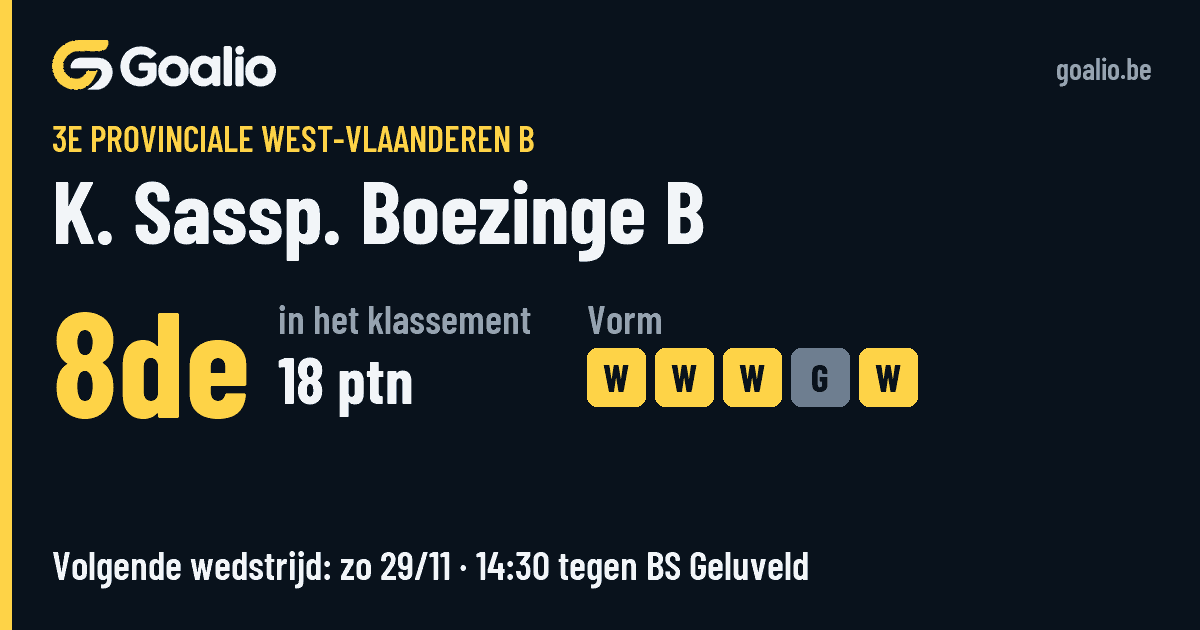 Goalio
goalio.be
3E PROVINCIALE WEST-VLAANDEREN B
K. Sassp. Boezinge B
8de
in het klassement
18 ptn
Vorm
W W W G W
Volgende wedstrijd: zo 29/11 · 14:30 tegen BS Geluveld